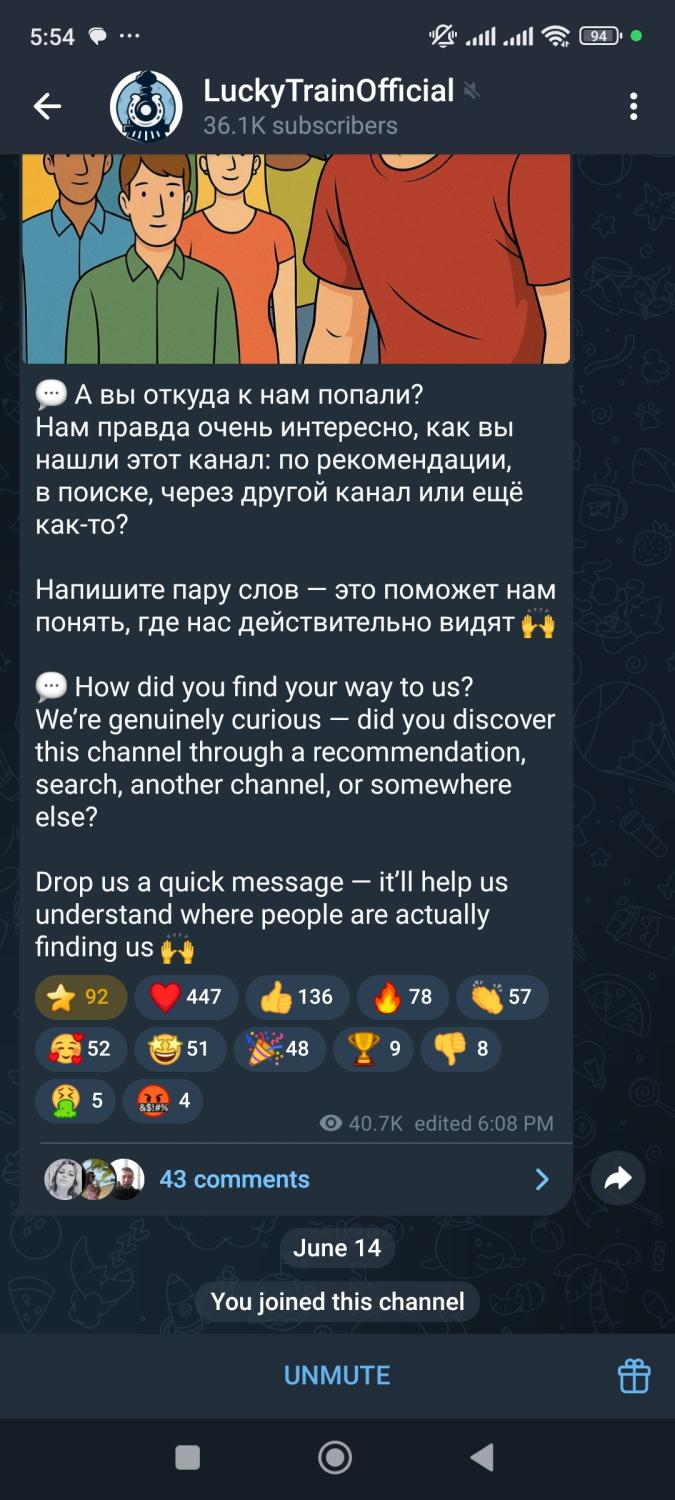 5:54
94
LuckyTrainOfficial
36.1K subscribers
💬 А вы откуда к нам попали?
Нам правда очень интересно, как вы
нашли этот канал: по рекомендации,
в поиске, через другой канал или ещё
как-то?
Напишите пару слов — это поможет нам
понять, где нас действительно видят 🙌
💬 How did you find your way to us?
We’re genuinely curious — did you discover
this channel through a recommendation,
search, another channel, or somewhere
else?
Drop us a quick message — it’ll help us
understand where people are actually
finding us 🙌
⭐ 92 ❤️ 447 👍 136 🔥 78 👏 57
🥰 52 🤩 51 🎉 48 🏆 9 👎 8
🤮 5 🤬 4
40.7K edited 6:08 PM
43 comments
June 14
You joined this channel
UNMUTE